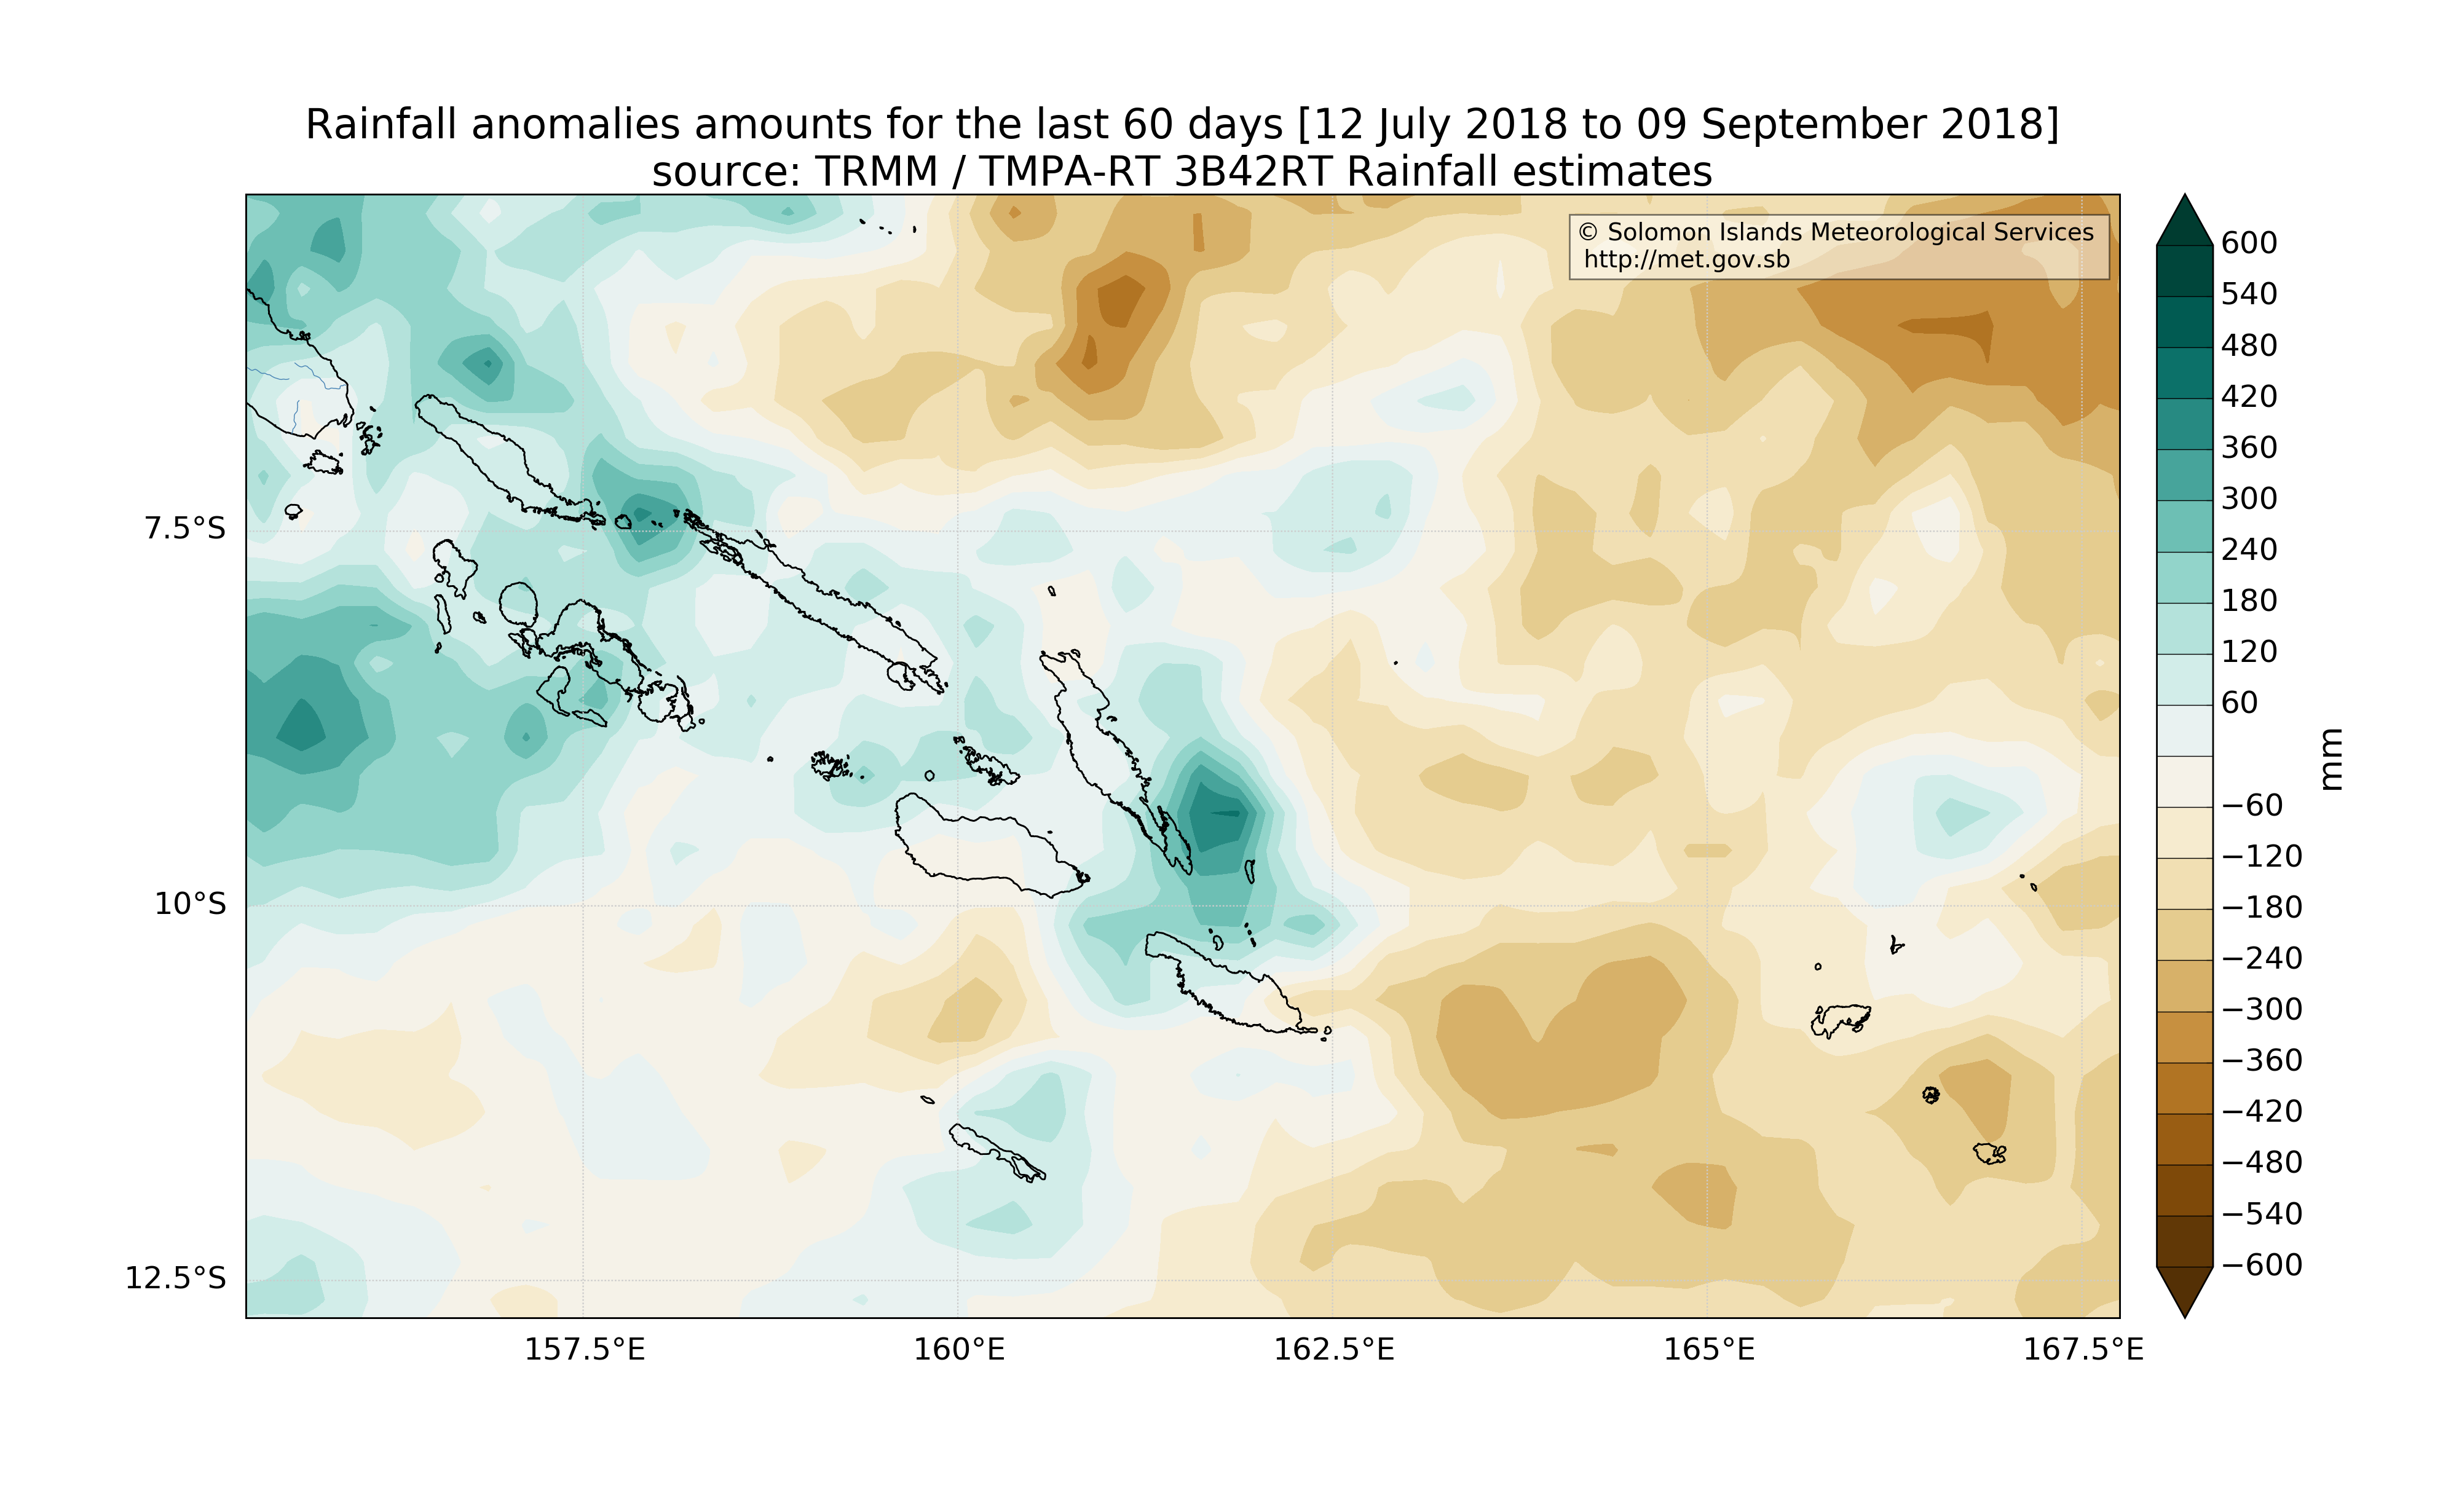 Rainfall anomalies amounts for the last 60 days [12 July 2018 to 09 September 2018]
source: TRMM / TMPA-RT 3B42RT Rainfall estimates
© Solomon Islands Meteorological Services
http://met.gov.sb
7.5°S
10°S
12.5°S
157.5°E
160°E
162.5°E
165°E
167.5°E
600
540
480
420
360
300
240
180
120
60
−60
−120
−180
−240
−300
−360
−420
−480
−540
−600
mm